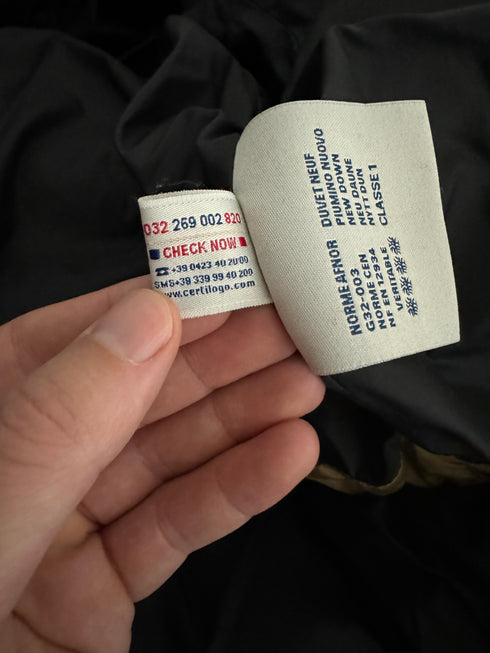 032 269 002 820
CHECK NOW
☎ +39 0423 40 20 00
SMS+39 339 99 40 200
www.certilogo.com
NORME AFNOR
G32-003
NORME CEN
NF EN 12934
VERITABLE
DUVET NEUF
PIUMINO NUOVO
NEW DOWN
NEU DAUNE
NYTT DUN
CLASSE 1